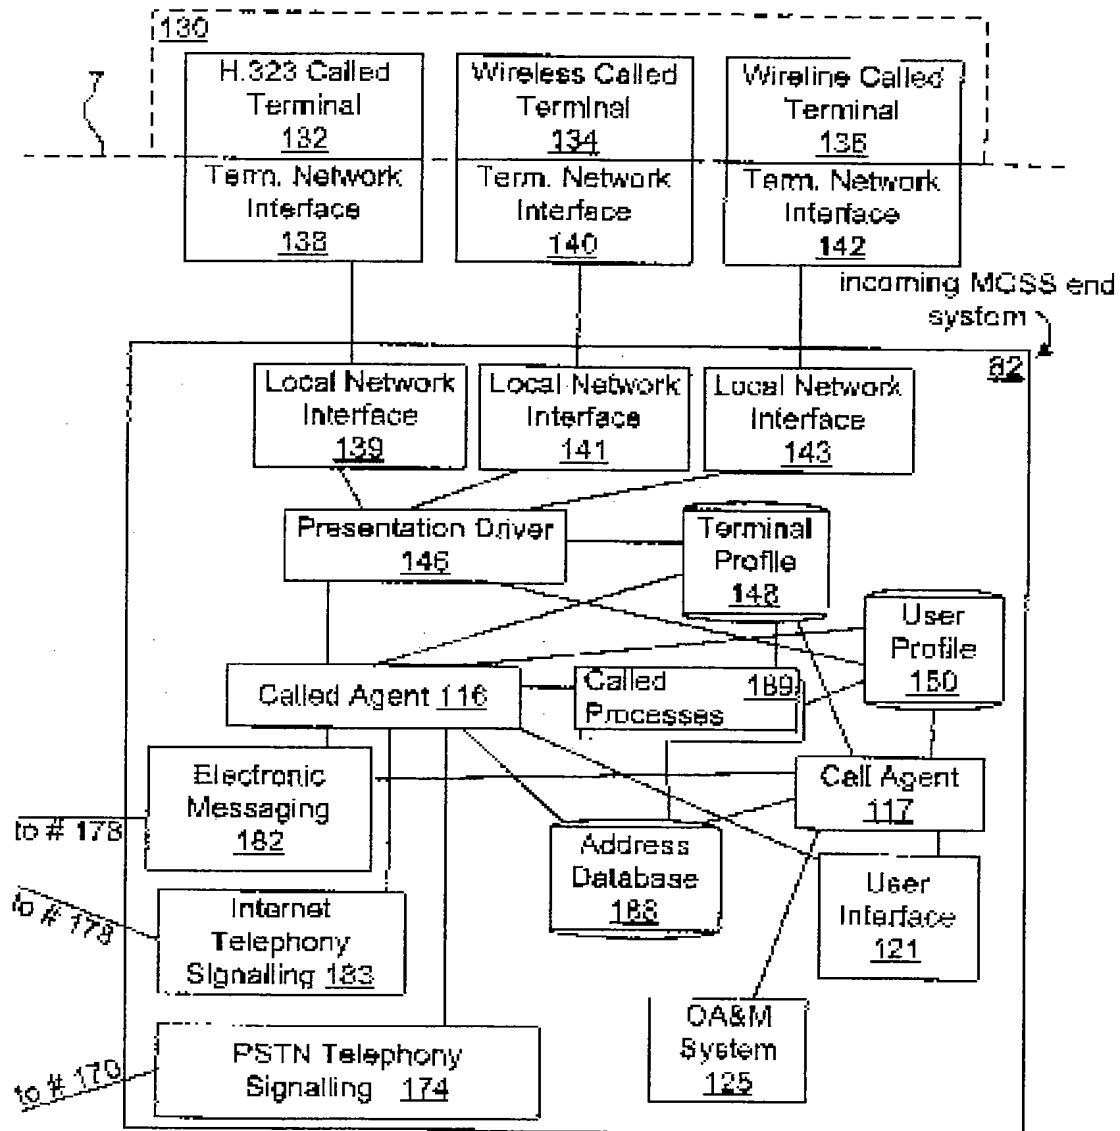 130
7
H.323 Called
Terminal
132
Wireless Called
Terminal
134
Wireline Called
Terminal
136
Term. Network
Interface
138
Term. Network
Interface
140
Term. Network
Interface
142
incoming MCSS end
system
82
Local Network
Interface
139
Local Network
Interface
141
Local Network
Interface
143
Presentation Driver
146
Terminal
Profile
148
User
Profile
150
Called Agent 116
Called
Processes
189
Electronic
Messaging
182
Call Agent
117
to # 178
Address
Database
188
User
Interface
121
to # 178
Internet
Telephony
Signalling 183
OA&M
System
125
PSTN Telephony
Signalling 174
to # 170